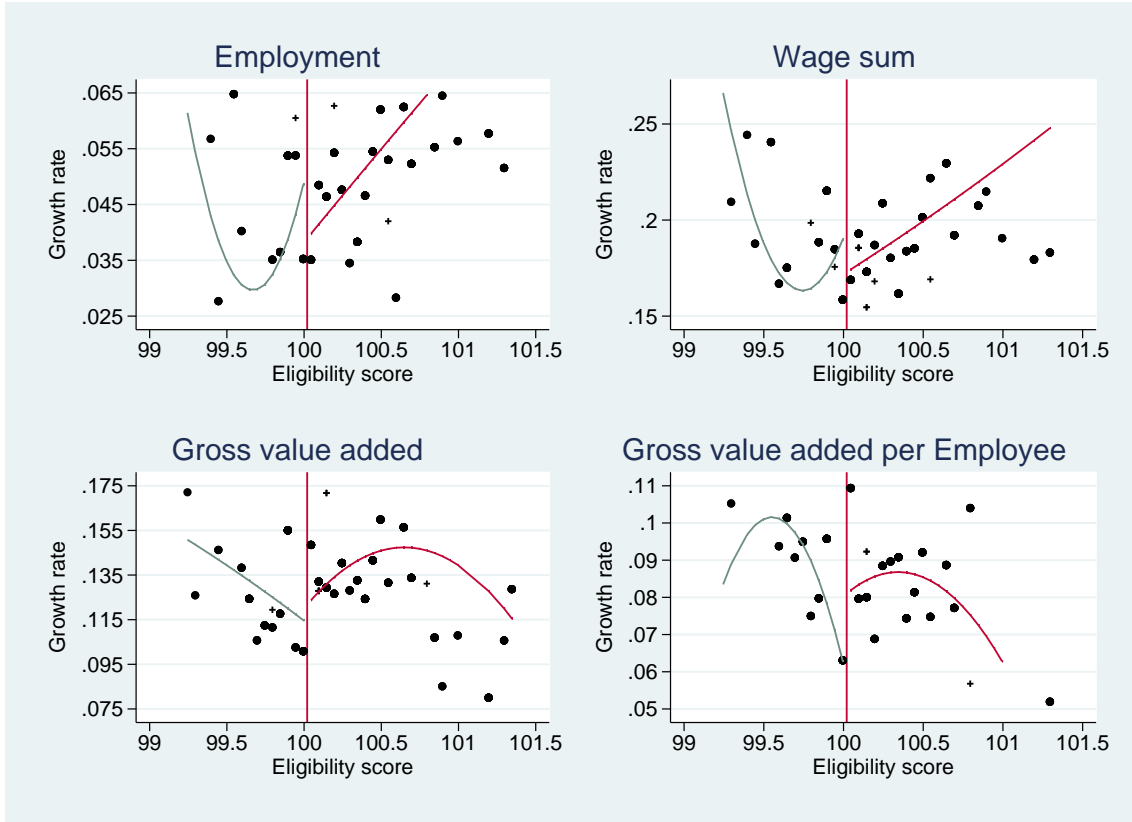 Employment
Growth rate
.065
.055
.045
.035
.025
99 99.5 100 100.5 101 101.5
Eligibility score
Wage sum
Growth rate
.25
.2
.15
99 99.5 100 100.5 101 101.5
Eligibility score
Gross value added
Growth rate
.175
.155
.135
.115
.095
.075
99 99.5 100 100.5 101 101.5
Eligibility score
Gross value added per Employee
Growth rate
.11
.1
.09
.08
.07
.06
.05
99 99.5 100 100.5 101 101.5
Eligibility score